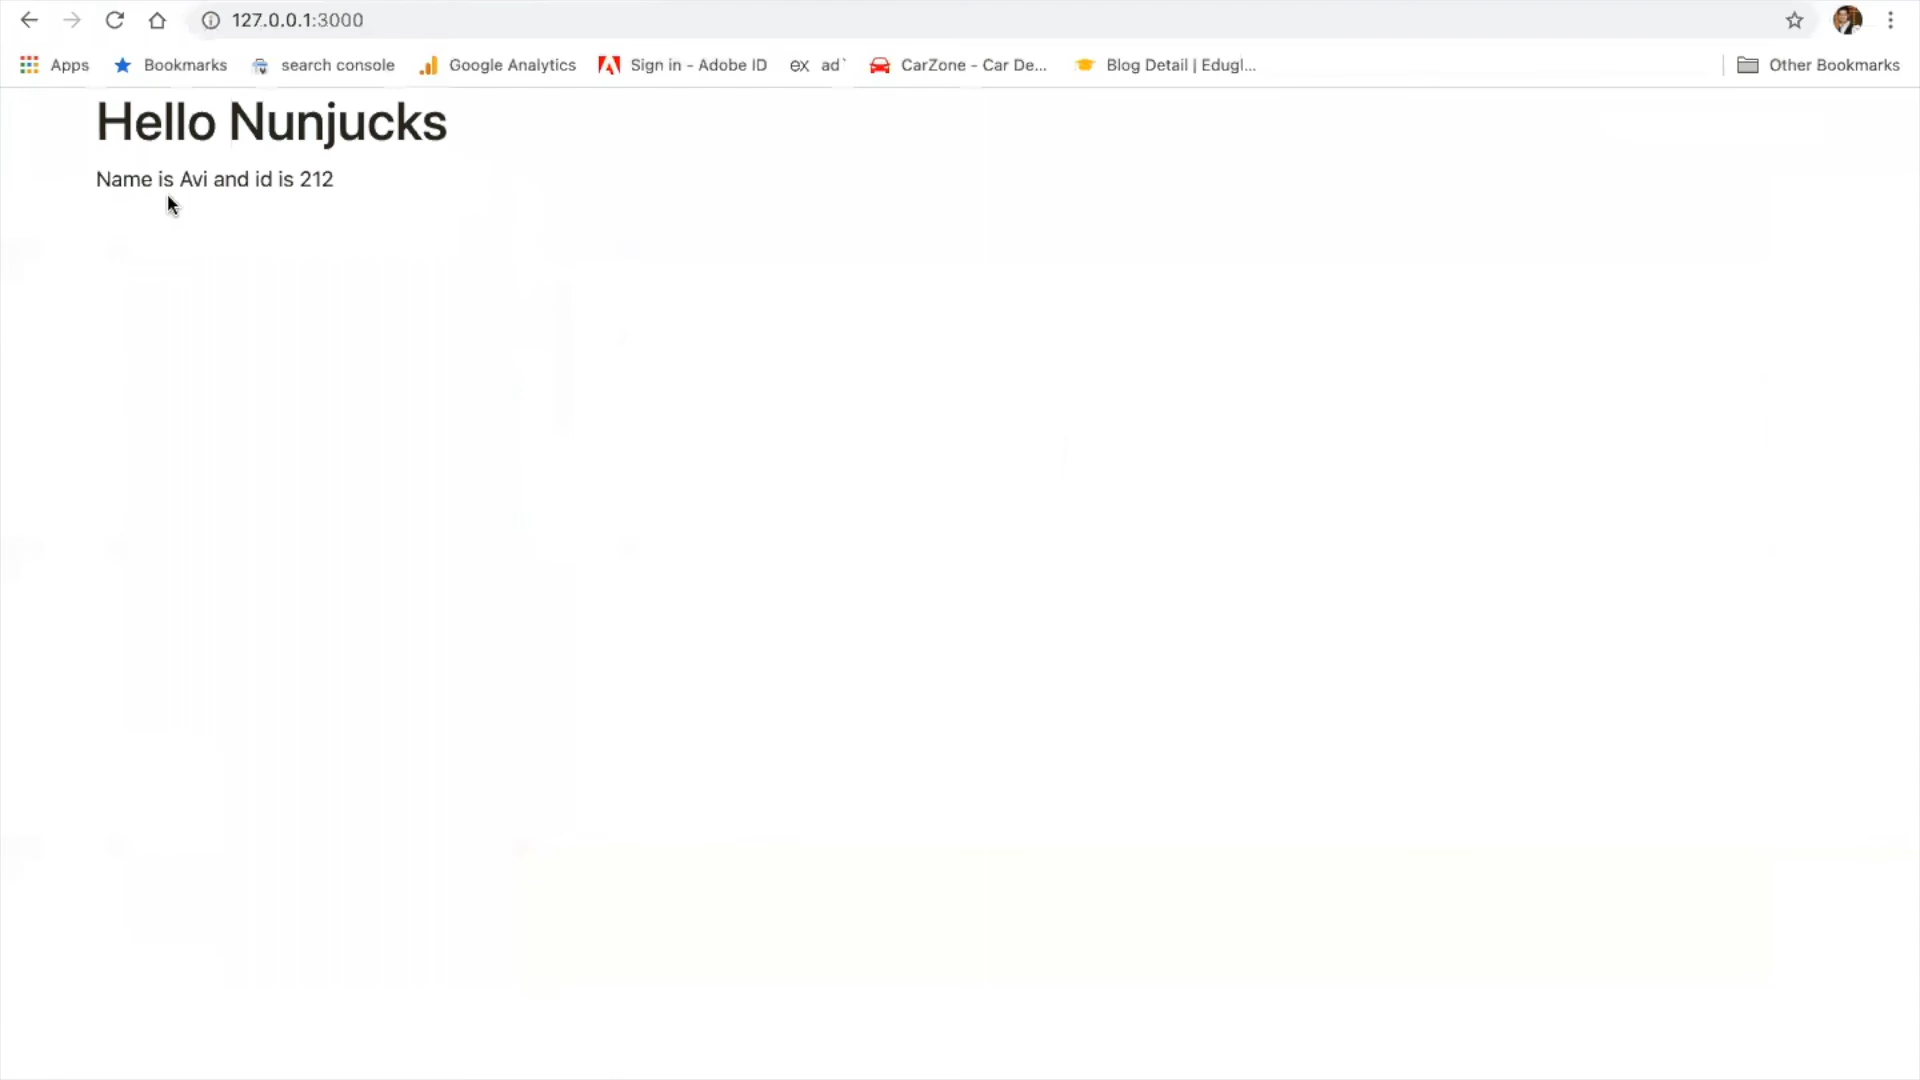 127.0.0.1:3000
Apps Bookmarks search console Google Analytics Sign in - Adobe ID ex ad` CarZone - Car De... Blog Detail | Edugl... Other Bookmarks
Hello Nunjucks
Name is Avi and id is 212